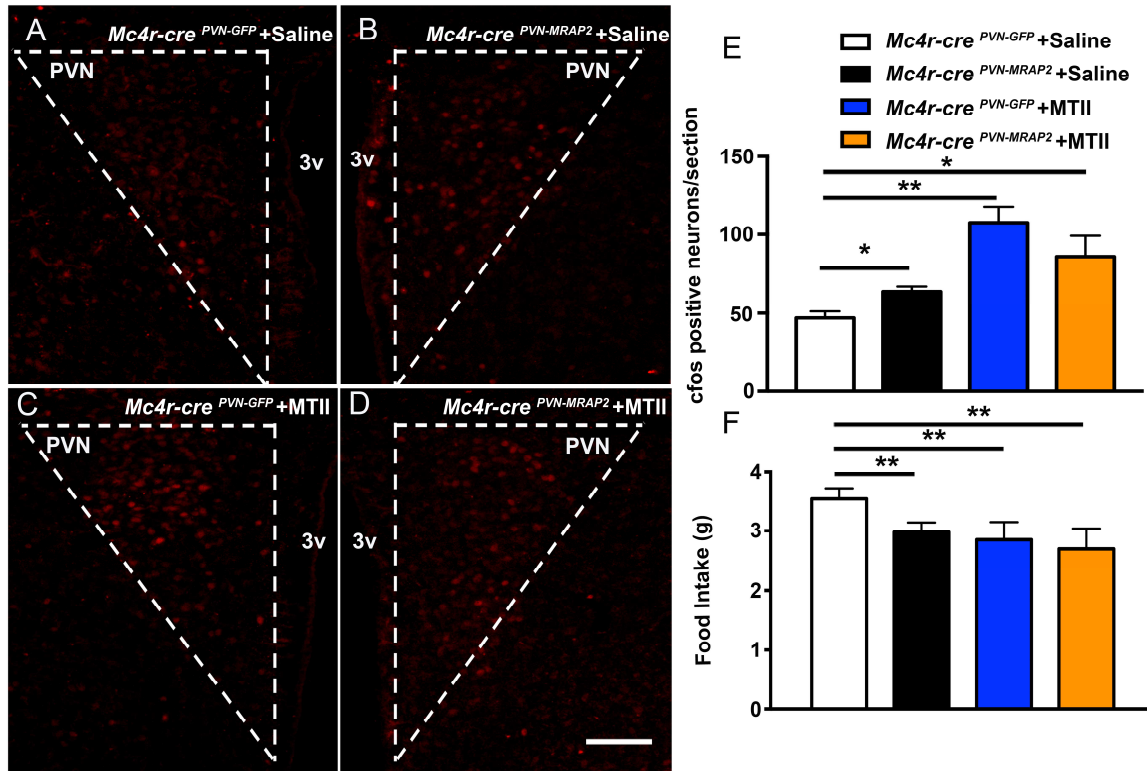 A
Mc4r-cre PVN-GFP +Saline
PVN
3v
B
Mc4r-cre PVN-MRAP2 +Saline
PVN
3v
C
Mc4r-cre PVN-GFP +MTII
PVN
3v
D
Mc4r-cre PVN-MRAP2 +MTII
PVN
3v
E
Mc4r-cre PVN-GFP +Saline
Mc4r-cre PVN-MRAP2 +Saline
Mc4r-cre PVN-GFP +MTII
Mc4r-cre PVN-MRAP2 +MTII
cfos positive neurons/section
150
100
50
0
*
**
*
F
Food Intake (g)
4
3
2
1
0
**
**
**